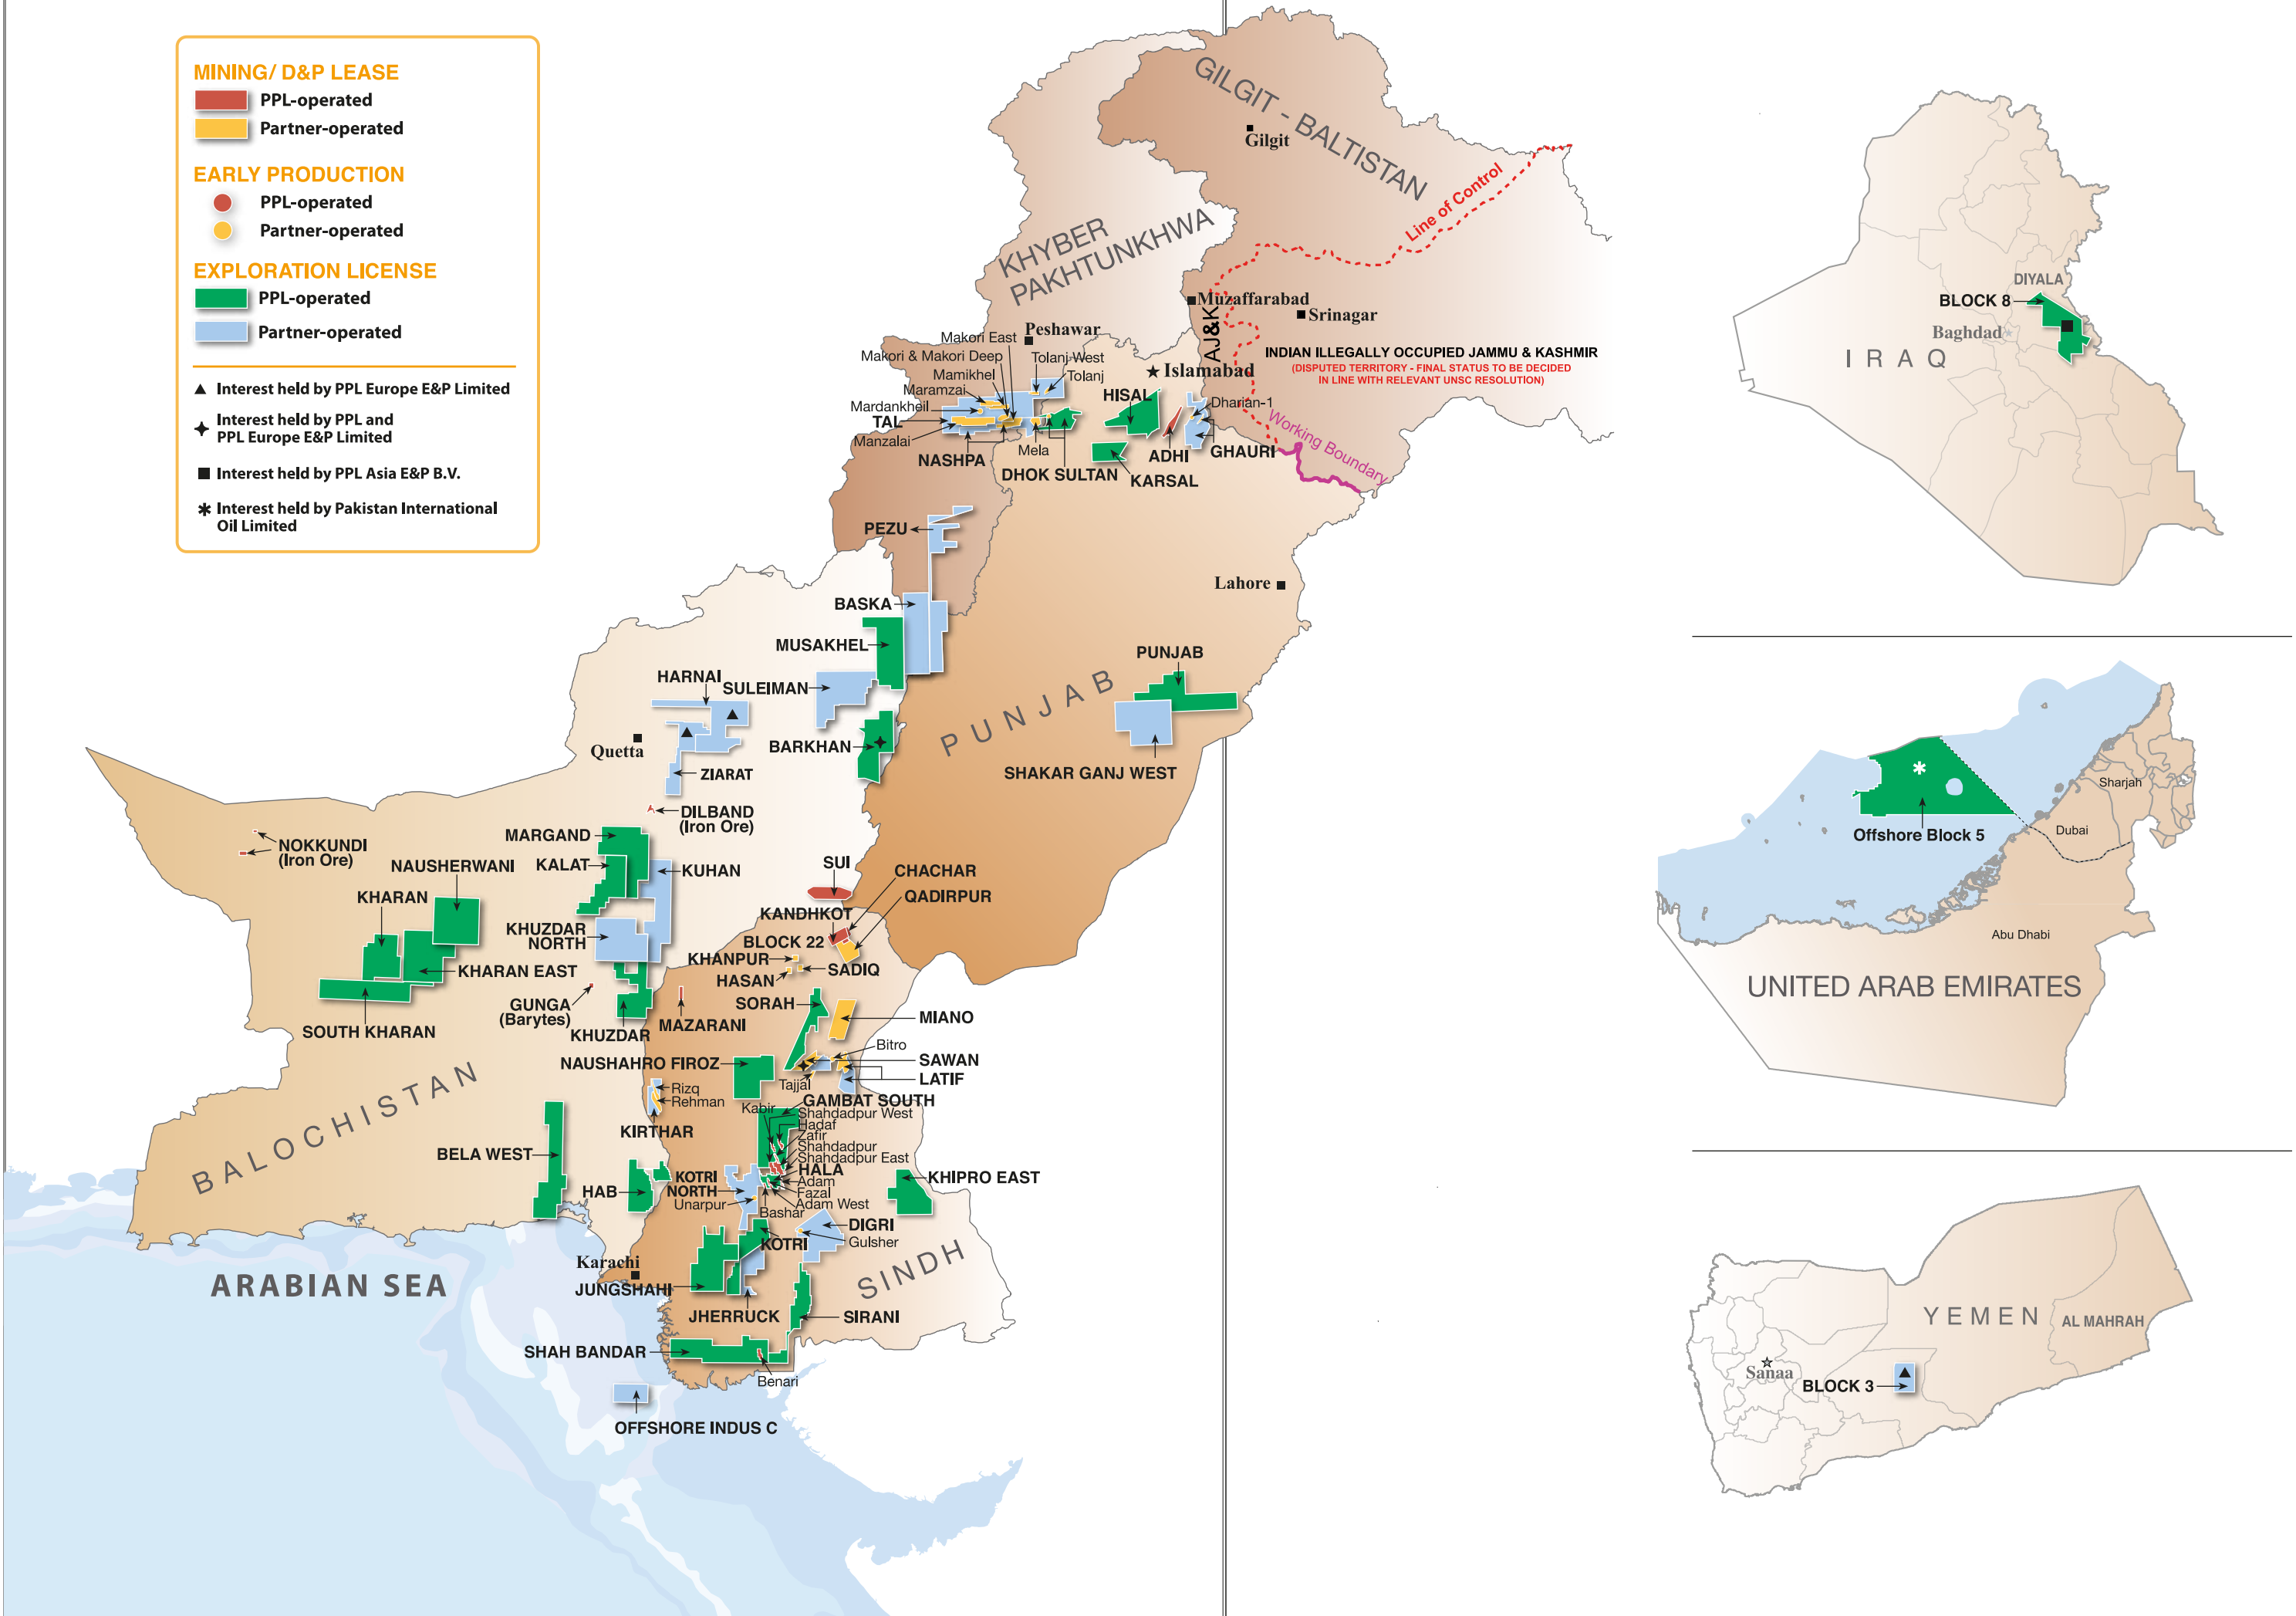 MINING/ D&P LEASE
PPL-operated
Partner-operated
EARLY PRODUCTION
PPL-operated
Partner-operated
EXPLORATION LICENSE
PPL-operated
Partner-operated
Interest held by PPL Europe E&P Limited
Interest held by PPL and
PPL Europe E&P Limited
Interest held by PPL Asia E&P B.V.
Interest held by Pakistan International
Oil Limited
GILGIT - BALTISTAN
Gilgit
Line of Control
KHYBER
PAKHTUNKHWA
Muzaffarabad
Srinagar
AJ&K
INDIAN ILLEGALLY OCCUPIED JAMMU & KASHMIR
(DISPUTED TERRITORY - FINAL STATUS TO BE DECIDED
IN LINE WITH RELEVANT UNSC RESOLUTION)
Working Boundary
Peshawar
Makori East
Makori & Makori Deep
Tolanj West
Mamikhel
Tolanj
Maramzai
Islamabad
Mardankheil
HISAL
Dharian-1
TAL
Manzalai
Mela
NASHPA
ADHI
GHAURI
DHOK SULTAN
KARSAL
PEZU
Lahore
BASKA
MUSAKHEL
PUNJAB
HARNAI
SULEIMAN
PUNJAB
Quetta
BARKHAN
ZIARAT
SHAKAR GANJ WEST
DILBAND
(Iron Ore)
NOKKUNDI
(Iron Ore)
MARGAND
NAUSHERWANI
KALAT
KUHAN
SUI
CHACHAR
KHARAN
QADIRPUR
KANDHKOT
KHUZDAR
NORTH
BLOCK 22
KHANPUR
KHARAN EAST
SADIQ
HASAN
GUNGA
(Barytes)
SORAH
SOUTH KHARAN
KHUZDAR
MAZARANI
MIANO
Bitro
NAUSHAHRO FIROZ
SAWAN
LATIF
Tajjal
Rizq
Rehman
Kabir
GAMBAT SOUTH
Shahdadpur West
Hadaf
Zafir
KIRTHAR
Shahdadpur
Shahdadpur East
BALOCHISTAN
BELA WEST
HALA
KOTRI
NORTH
Adam
KHIPRO EAST
HAB
Fazal
Unarpur
Adam West
Bashar
DIGRI
Gulsher
KOTRI
SINDH
Karachi
JUNGSHAHI
ARABIAN SEA
JHERRUCK
SIRANI
SHAH BANDAR
Benari
OFFSHORE INDUS C
DIYALA
BLOCK 8
Baghdad
IRAQ
Sharjah
Dubai
Offshore Block 5
Abu Dhabi
UNITED ARAB EMIRATES
YEMEN
AL MAHRAH
Sanaa
BLOCK 3